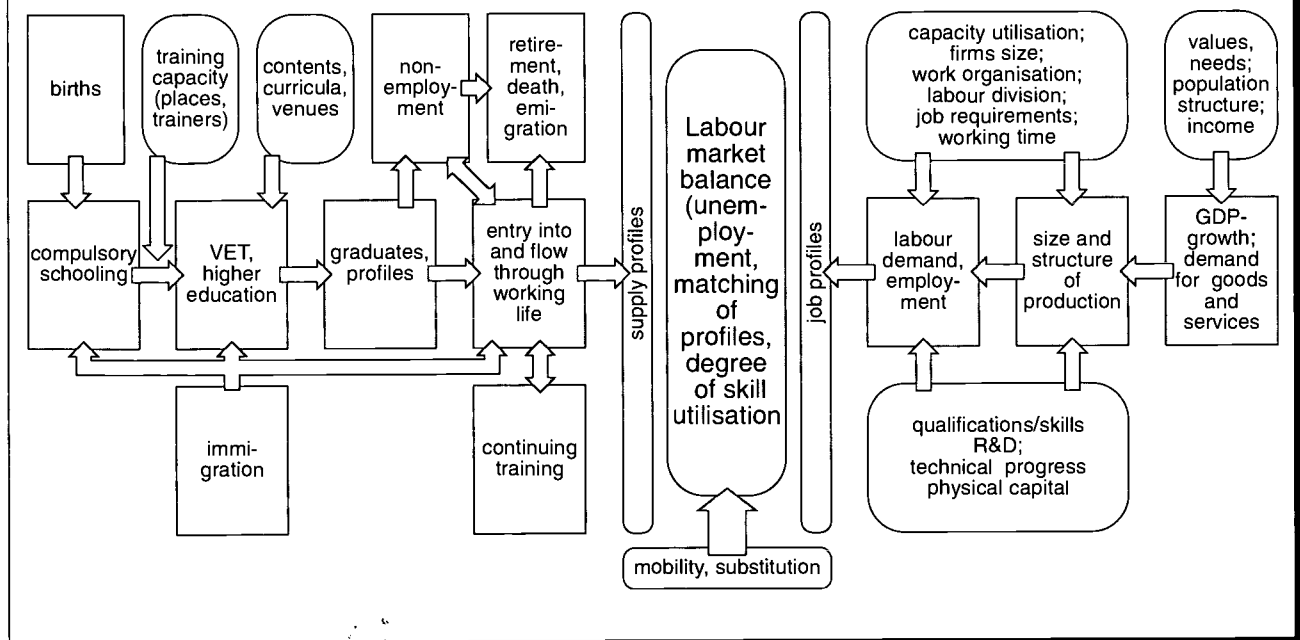 births
training
capacity
(places,
trainers)
contents,
curricula,
venues
non-
employ-
ment
retire-
ment,
death,
emi-
gration
compulsory
schooling
VET,
higher
education
graduates,
profiles
entry into
and flow
through
working
life
immi-
gration
continuing
training
supply profiles
Labour
market
balance
(unem-
ploy-
ment,
matching
of
profiles,
degree
of skill
utilisation
mobility, substitution
job profiles
capacity utilisation;
firms size;
work organisation;
labour division;
job requirements;
working time
values,
needs;
population
structure;
income
labour
demand,
employ-
ment
size and
structure
of
production
GDP-
growth;
demand
for goods
and
services
qualifications/skills
R&D;
technical progress
physical capital